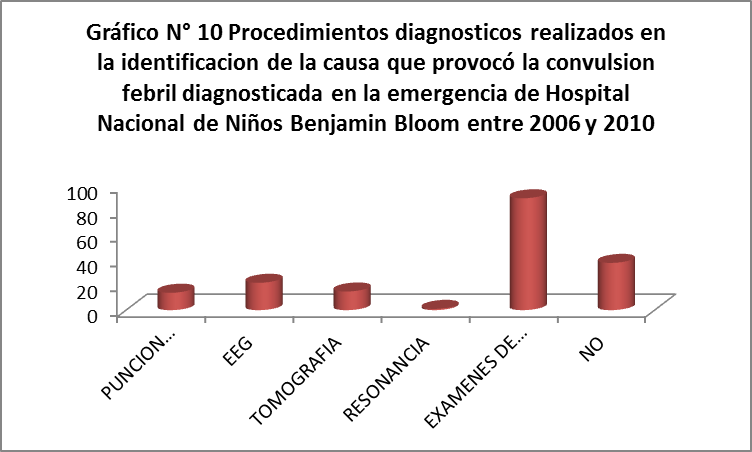 Gráfico N° 10 Procedimientos diagnosticos realizados en
la identificacion de la causa que provocó la convulsion
febril diagnosticada en la emergencia de Hospital
Nacional de Niños Benjamin Bloom entre 2006 y 2010
100
80
60
40
20
0
PUNCION...
EEG
TOMOGRAFIA
RESONANCIA
EXAMENES DE...
NO